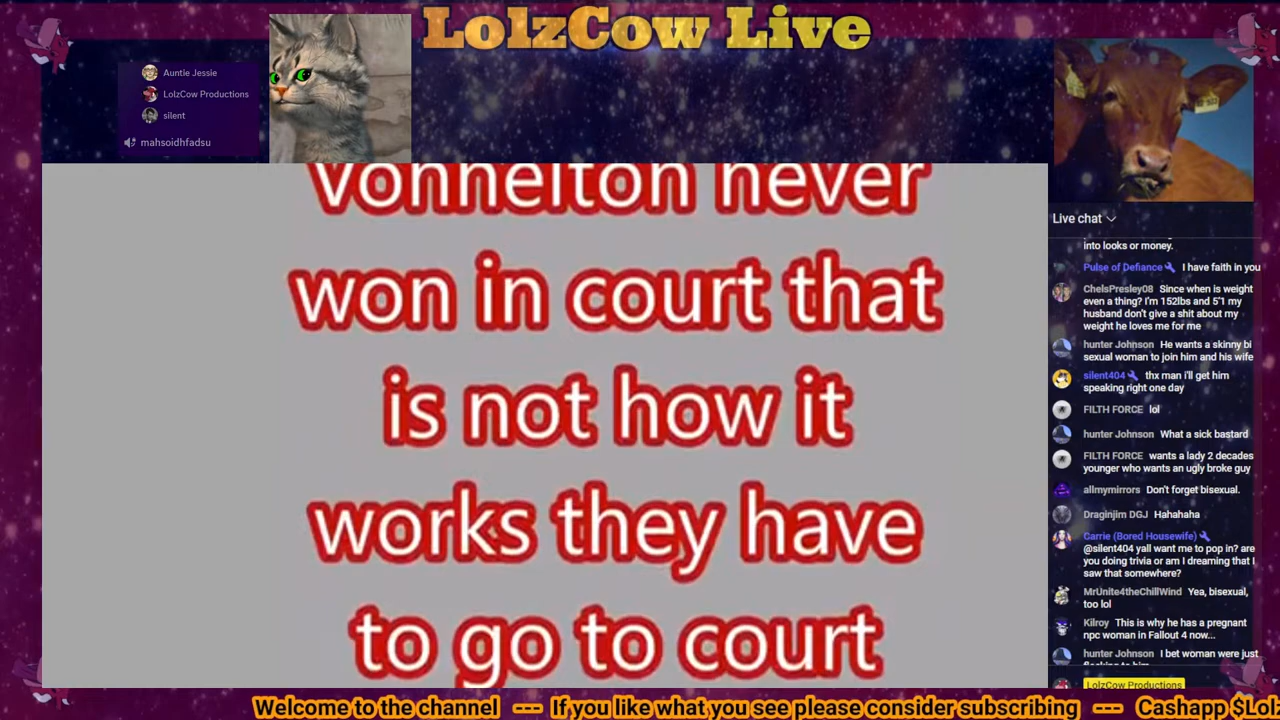 LolzCow Live
Auntie Jessie
LolzCow Productions
silent
mahsoidhfadsu
vonhelton never
won in court that
is not how it
works they have
to go to court
Live chat
into looks or money.
Pulse of Defiance I have faith in you
ChelsPresley08 Since when is weight
even a thing? I'm 152lbs and 5'1 my
husband don't give a shit about my
weight he loves me for me
hunter Johnson He wants a skinny bi
sexual woman to join him and his wife
silent404 thx man i'll get him
speaking right one day
FILTH FORCE lol
hunter Johnson What a sick bastard
FILTH FORCE wants a lady 2 decades
younger who wants an ugly broke guy
allmymirrors Don't forget bisexual.
Draginjim DGJ Hahahaha
Carrie (Bored Housewife)
@silent404 yall want me to pop in? are
you doing trivia or am I dreaming that I
saw that somewhere?
MrUnite4theChillWind Yea, bisexual,
too lol
Kilroy This is why he has a pregnant
npc woman in Fallout 4 now...
hunter Johnson I bet woman were just
LolzCow Productions
Welcome to the channel --- If you like what you see please consider subscribing --- Cashapp $Lolz